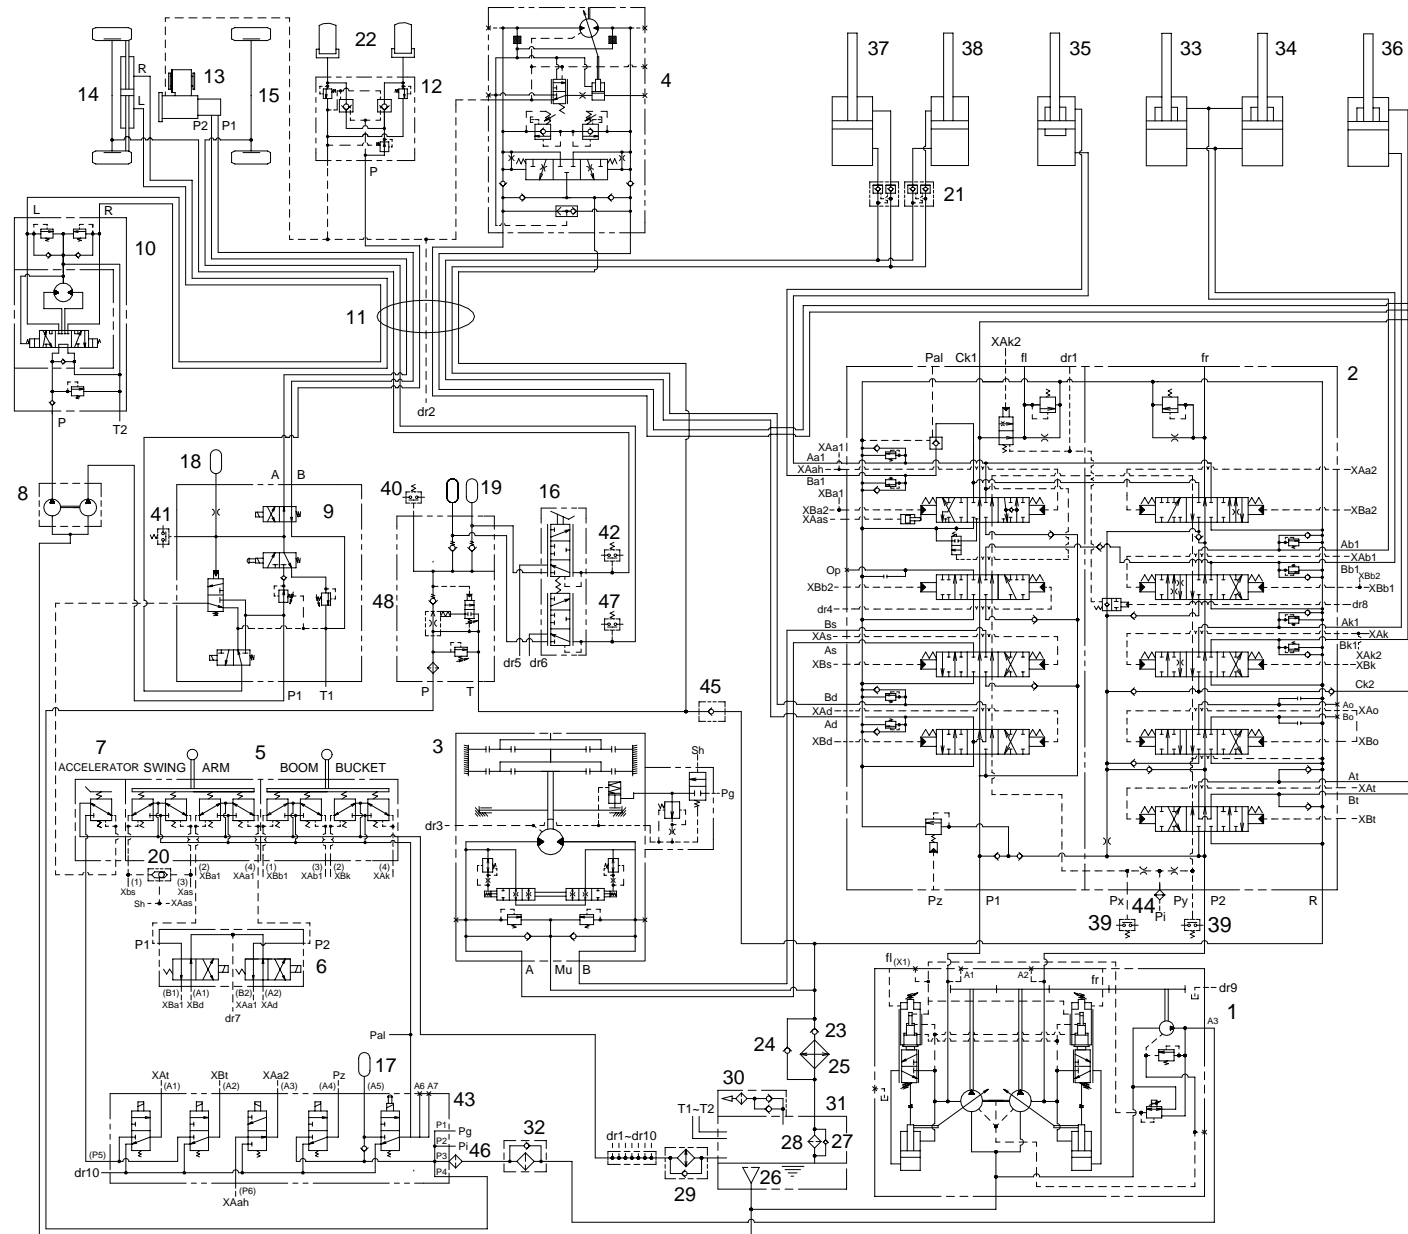 22
37
38
35
33
34
36
14
R
L
13
P2
P1
15
12
P
4
21
L
R
10
11
dr2
P
T2
XAk2
Pal
Ck1
fl
dr1
fr
2
8
18
A
B
9
41
P1
T1
40
19
16
42
48
47
dr5
dr6
P
T
45
XAa1
Aa1
XAah
Ba1
XBa1
XBa2
XAas
Op
XBb2
dr4
Bs
XAs
As
XBs
Bd
XAd
Ad
XBd
XAa2
XBa2
Ab1
XAb1
Bb1
XBb2
XBb1
dr8
Ak1
XAk
Bk1
XAk2
XBk
Ck2
Ao
XAo
Bo
XBo
At
XAt
Bt
XBt
Pz
P1
Px
44
Pi
Py
P2
R
39
39
7
ACCELERATOR
SWING
5
ARM
BOOM
BUCKET
3
Sh
Pg
dr3
A
Mu
B
20
(1)
Xbs
(3)
Xas
Sh
XAas
(2)
XBa1
(4)
XAa1
(1)
XBb1
(3)
XAb1
(2)
XBk
(4)
XAk
P1
P2
6
(B1)
XBa1
(A1)
XBd
(B2)
XAa1
(A2)
XAd
dr7
Pal
17
XAt
(A1)
XBt
(A2)
XAa2
(A3)
Pz
(A4)
(A5)
A6
A7
43
P1
Pg
P2
Pi
P3
P4
46
32
(P5)
dr10
(P6)
XAah
24
23
25
30
31
T1~T2
28
27
dr1~dr10
29
26
fl
(X1)
A1
A2
fr
dr9
1
A3